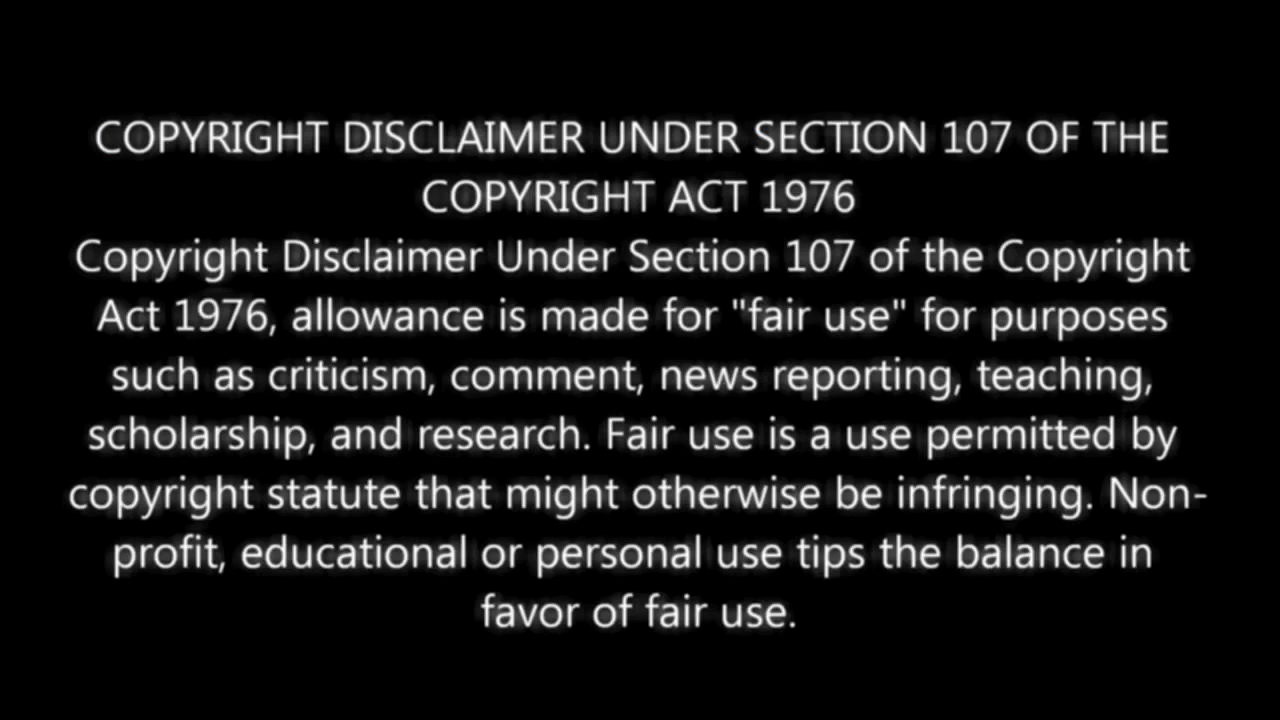 COPYRIGHT DISCLAIMER UNDER SECTION 107 OF THE
COPYRIGHT ACT 1976
Copyright Disclaimer Under Section 107 of the Copyright
Act 1976, allowance is made for "fair use" for purposes
such as criticism, comment, news reporting, teaching,
scholarship, and research. Fair use is a use permitted by
copyright statute that might otherwise be infringing. Non-
profit, educational or personal use tips the balance in
favor of fair use.